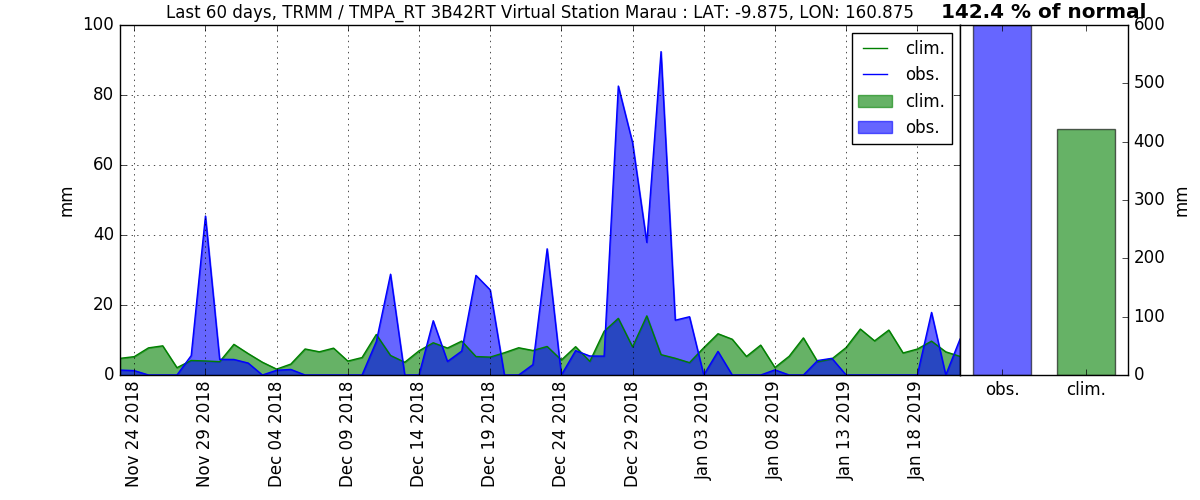 Last 60 days, TRMM / TMPA_RT 3B42RT Virtual Station Marau : LAT: -9.875, LON: 160.875
142.4 % of normal
100
80
60
40
20
0
mm
clim.
obs.
clim.
obs.
600
500
400
300
200
100
0
mm
obs.
clim.
Nov 24 2018
Nov 29 2018
Dec 04 2018
Dec 09 2018
Dec 14 2018
Dec 19 2018
Dec 24 2018
Dec 29 2018
Jan 03 2019
Jan 08 2019
Jan 13 2019
Jan 18 2019